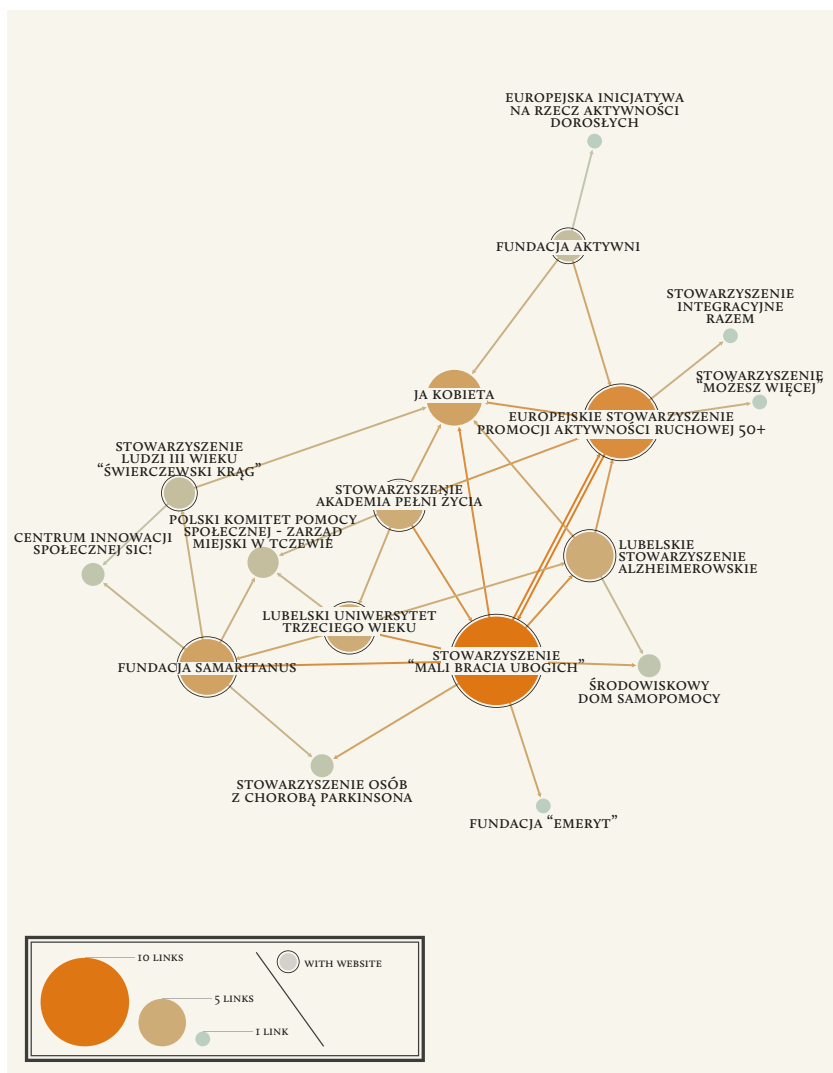 EUROPEJSKA INICJATYWA
NA RZECZ AKTYWNOŚCI
DOROSŁYCH
FUNDACJA AKTYWNI
STOWARZYSZENIE
INTEGRACYJNE
RAZEM
STOWARZYSZENIE
“MOŻESZ WIĘCEJ”
JA KOBIETA
EUROPEJSKIE STOWARZYSZENIE
PROMOCJI AKTYWNOŚCI RUCHOWEJ 50+
STOWARZYSZENIE
LUDZI III WIEKU
“ŚWIERCZEWSKI KRĄG”
STOWARZYSZENIE
AKADEMIA PEŁNI ŻYCIA
POLSKI KOMITET POMOCY
SPOŁECZNEJ - ZARZĄD
MIEJSKI W TCZEWIE
CENTRUM INNOWACJI
SPOŁECZNEJ SIC!
LUBELSKIE
STOWARZYSZENIE
ALZHEIMEROWSKIE
LUBELSKI UNIWERSYTET
TRZECIEGO WIEKU
STOWARZYSZENIE
“MALI BRACIA UBOGICH”
FUNDACJA SAMARITANUS
ŚRODOWISKOWY
DOM SAMOPOMOCY
STOWARZYSZENIE OSÓB
Z CHOROBĄ PARKINSONA
FUNDACJA “EMERYT”
10 LINKS
5 LINKS
1 LINK
WITH WEBSITE